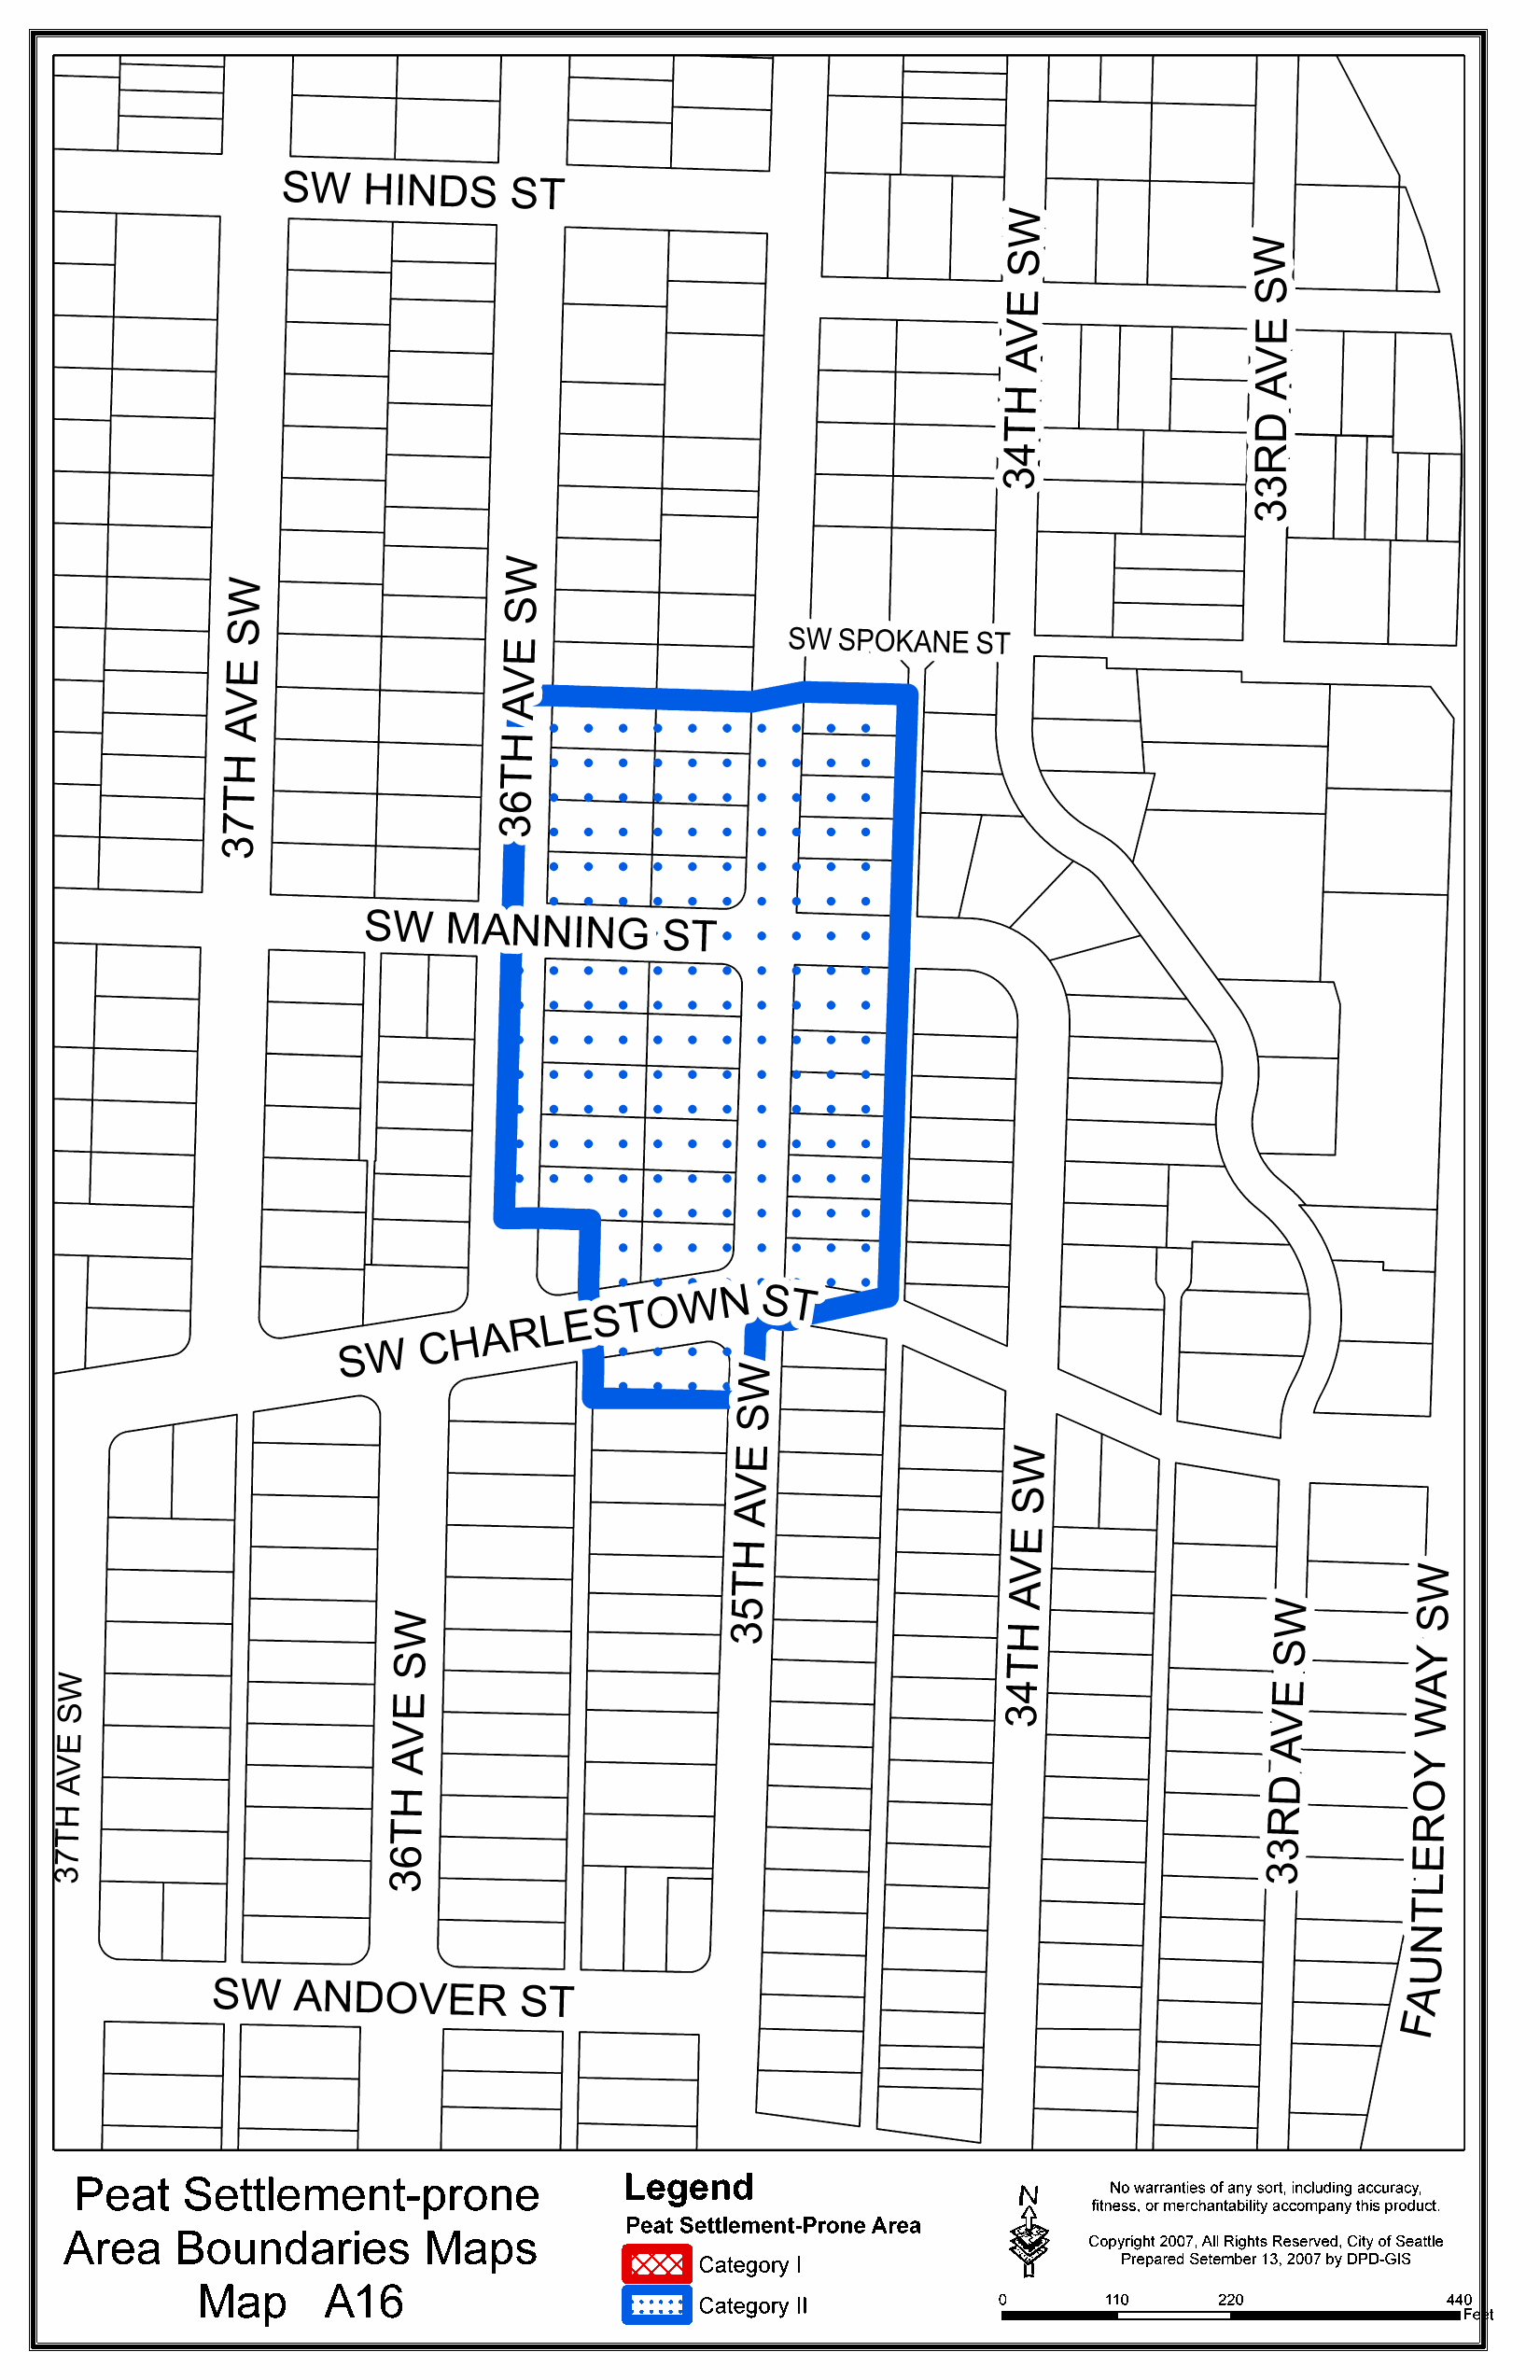 SW HINDS ST
34TH AVE SW
33RD AVE SW
37TH AVE SW
36TH AVE SW
SW SPOKANE ST
SW MANNING ST
SW CHARLESTOWN ST
35TH AVE SW
34TH AVE SW
36TH AVE SW
37TH AVE SW
33RD AVE SW
FAUNTLEROY WAY SW
SW ANDOVER ST
Peat Settlement-prone
Area Boundaries Maps
Map A16
Legend
Peat Settlement-Prone Area
Category I
Category II
N
No warranties of any sort, including accuracy,
fitness, or merchantability accompany this product.
Copyright 2007, All Rights Reserved, City of Seattle
Prepared Setember 13, 2007 by DPD-GIS
0 110 220 440
Feet